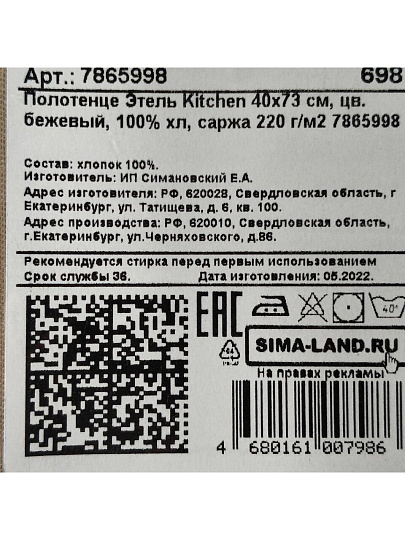 Арт.: 7865998 698
Полотенце Этель Kitchen 40х73 см, цв.
бежевый, 100% хл, саржа 220 г/м2 7865998
Состав: хлопок 100%.
Изготовитель: ИП Симановский Е.А.
Адрес изготовителя: РФ, 620028, Свердловская область, г
Екатеринбург, ул. Татищева, д. 6, кв. 100.
Адрес производства: РФ, 620010, Свердловская область,
г.Екатеринбург, ул.Черняховского, д.86.
Рекомендуется стирка перед первым использованием
Срок службы 36. Дата изготовления: 05.2022.
EAC
40°
SIMA-LAND.RU
На правах рекламы
4 680161 007986